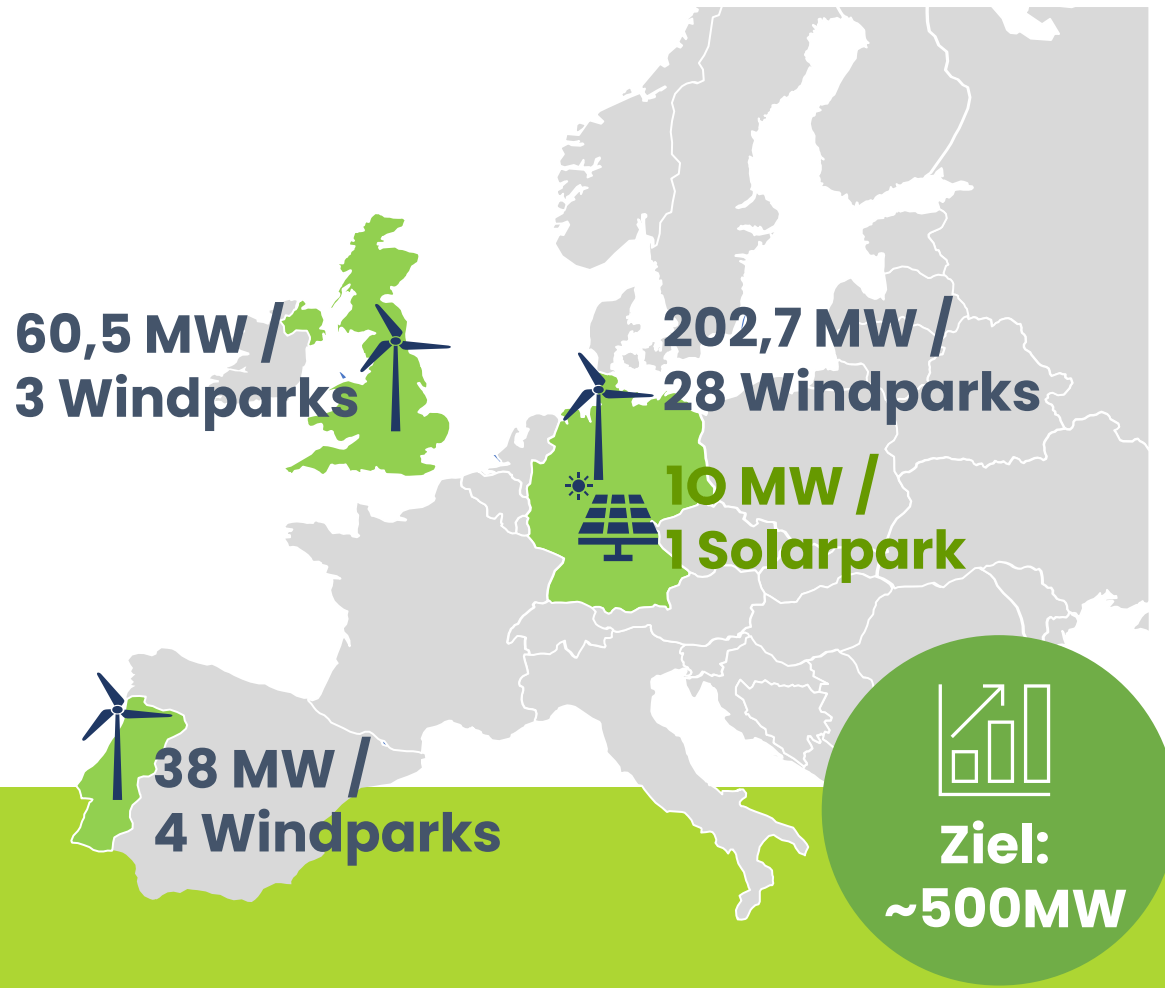 60,5 MW /
3 Windparks
202,7 MW /
28 Windparks
10 MW /
1 Solarpark
38 MW /
4 Windparks
Ziel:
~500MW